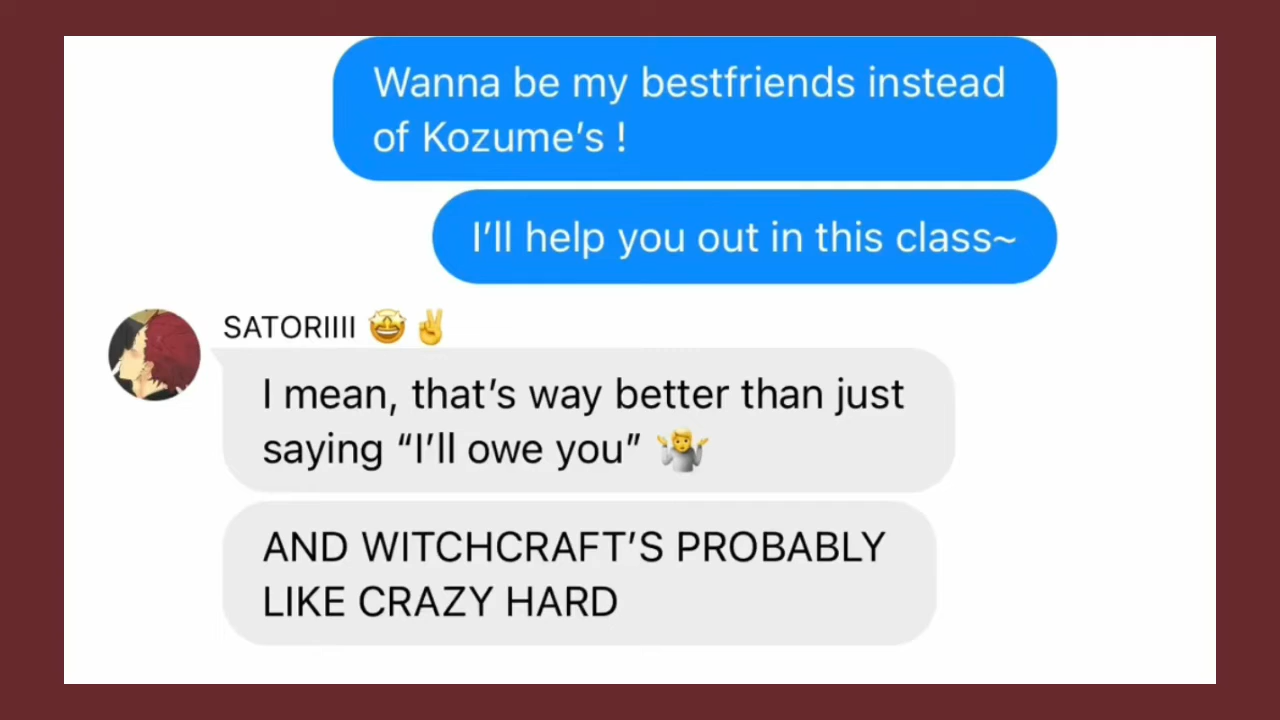 Wanna be my bestfriends instead
of Kozume’s !
I’ll help you out in this class~
SATORIIII 🤩✌️
I mean, that’s way better than just
saying “I’ll owe you” 🤷
AND WITCHCRAFT’S PROBABLY
LIKE CRAZY HARD